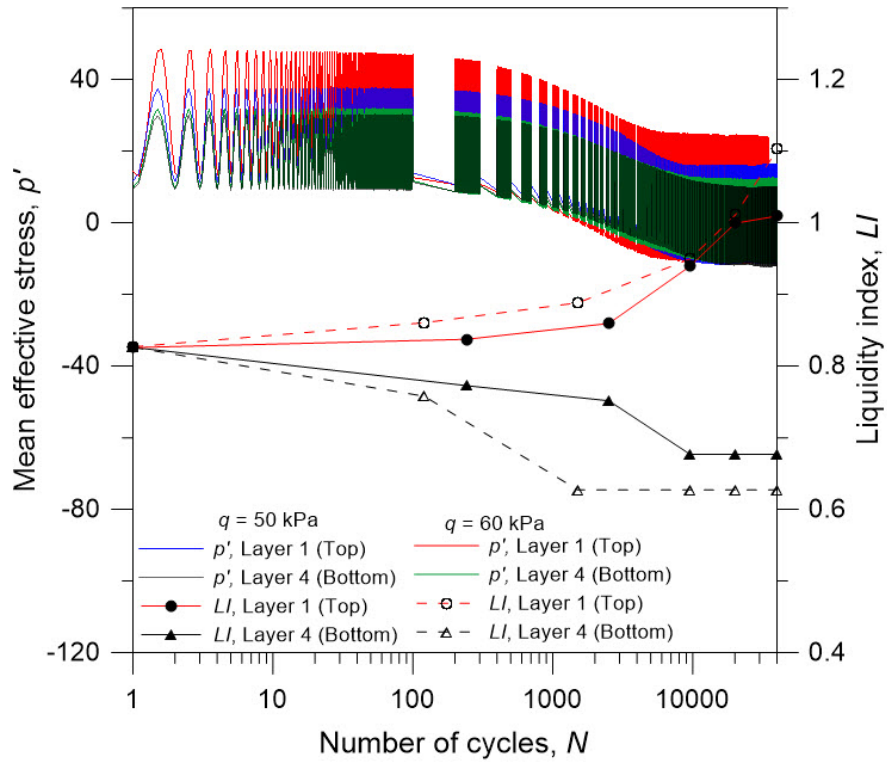 40
0
-40
-80
-120
Mean effective stress, p'
1.2
1
0.8
0.6
0.4
Liquidity index, LI
q = 50 kPa
p', Layer 1 (Top)
p', Layer 4 (Bottom)
LI, Layer 1 (Top)
LI, Layer 4 (Bottom)
q = 60 kPa
p', Layer 1 (Top)
p', Layer 4 (Bottom)
LI, Layer 1 (Top)
LI, Layer 4 (Bottom)
1 10 100 1000 10000
Number of cycles, N